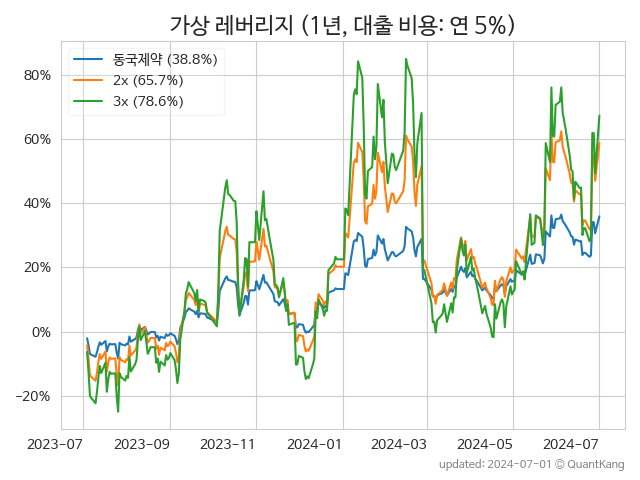 가상 레버리지 (1년, 대출 비용: 연 5%)
동국제약 (38.8%)
2x (65.7%)
3x (78.6%)
80%
60%
40%
20%
0%
−20%
2023-07
2023-09
2023-11
2024-01
2024-03
2024-05
2024-07
updated: 2024-07-01 © QuantKang